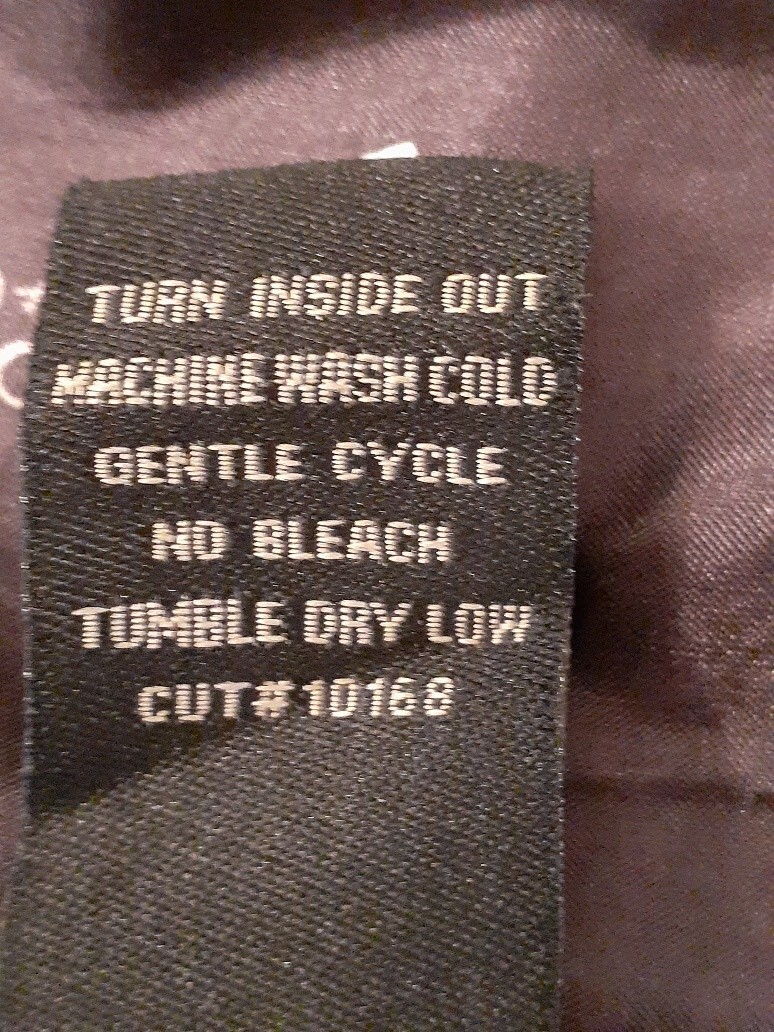 TURN INSIDE OUT
MACHINE WASH COLD
GENTLE CYCLE
NO BLEACH
TUMBLE DRY LOW
CUT#10168